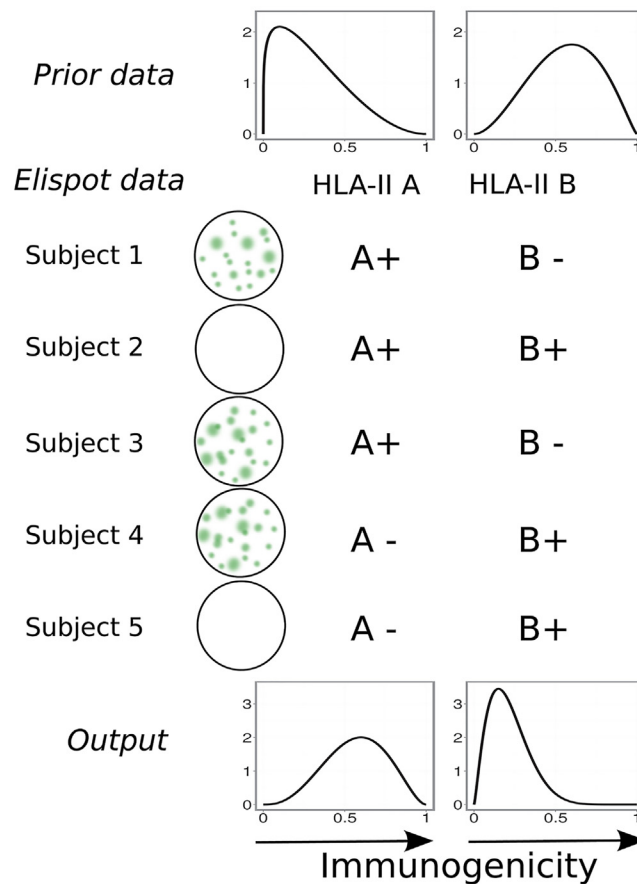 Prior data
2
1
0
0 0.5 1
2
1
0
0 0.5 1
Elispot data HLA-II A HLA-II B
Subject 1 A+ B -
Subject 2 A+ B+
Subject 3 A+ B -
Subject 4 A - B+
Subject 5 A - B+
Output
3
2
1
0
0 0.5 1
3
2
1
0
0 0.5 1
Immunogenicity